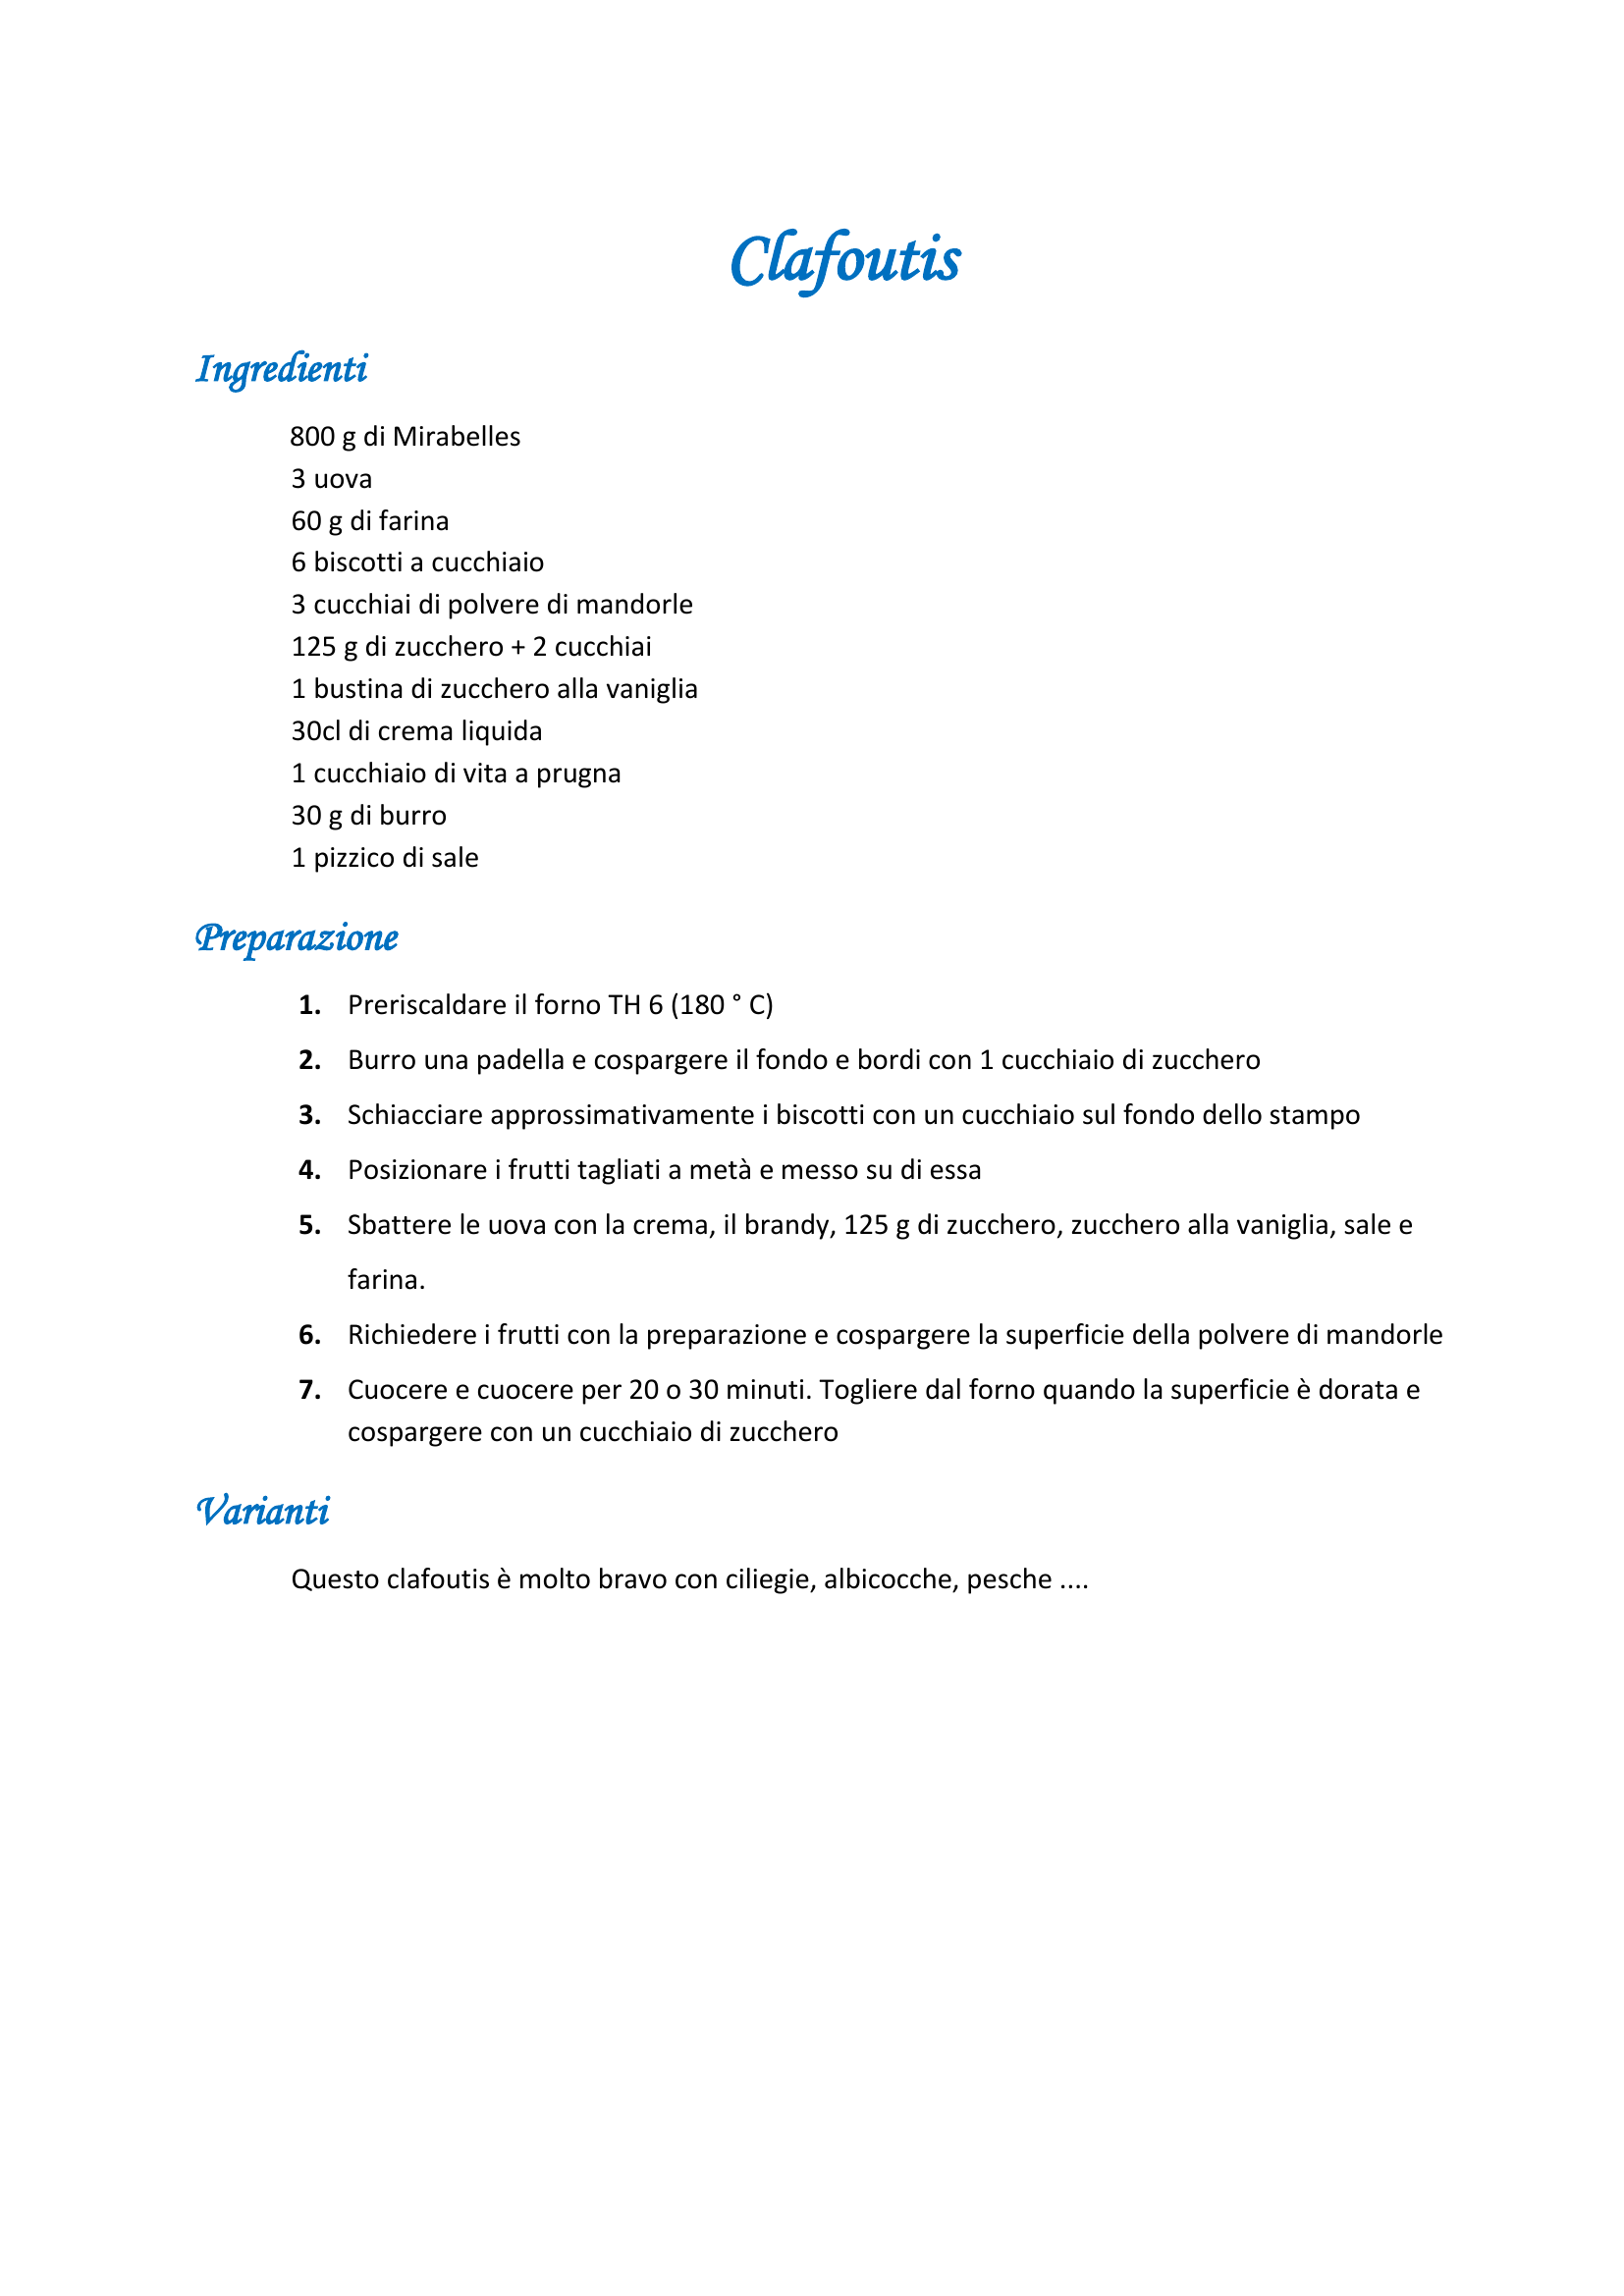 Clafoutis
Ingredienti
800 g di Mirabelles
3 uova
60 g di farina
6 biscotti a cucchiaio
3 cucchiai di polvere di mandorle
125 g di zucchero + 2 cucchiai
1 bustina di zucchero alla vaniglia
30cl di crema liquida
1 cucchiaio di vita a prugna
30 g di burro
1 pizzico di sale
Preparazione
1. Preriscaldare il forno TH 6 (180 ° C)
2. Burro una padella e cospargere il fondo e bordi con 1 cucchiaio di zucchero
3. Schiacciare approssimativamente i biscotti con un cucchiaio sul fondo dello stampo
4. Posizionare i frutti tagliati a metà e messo su di essa
5. Sbattere le uova con la crema, il brandy, 125 g di zucchero, zucchero alla vaniglia, sale e
farina.
6. Richiedere i frutti con la preparazione e cospargere la superficie della polvere di mandorle
7. Cuocere e cuocere per 20 o 30 minuti. Togliere dal forno quando la superficie è dorata e
cospargere con un cucchiaio di zucchero
Varianti
Questo clafoutis è molto bravo con ciliegie, albicocche, pesche ....